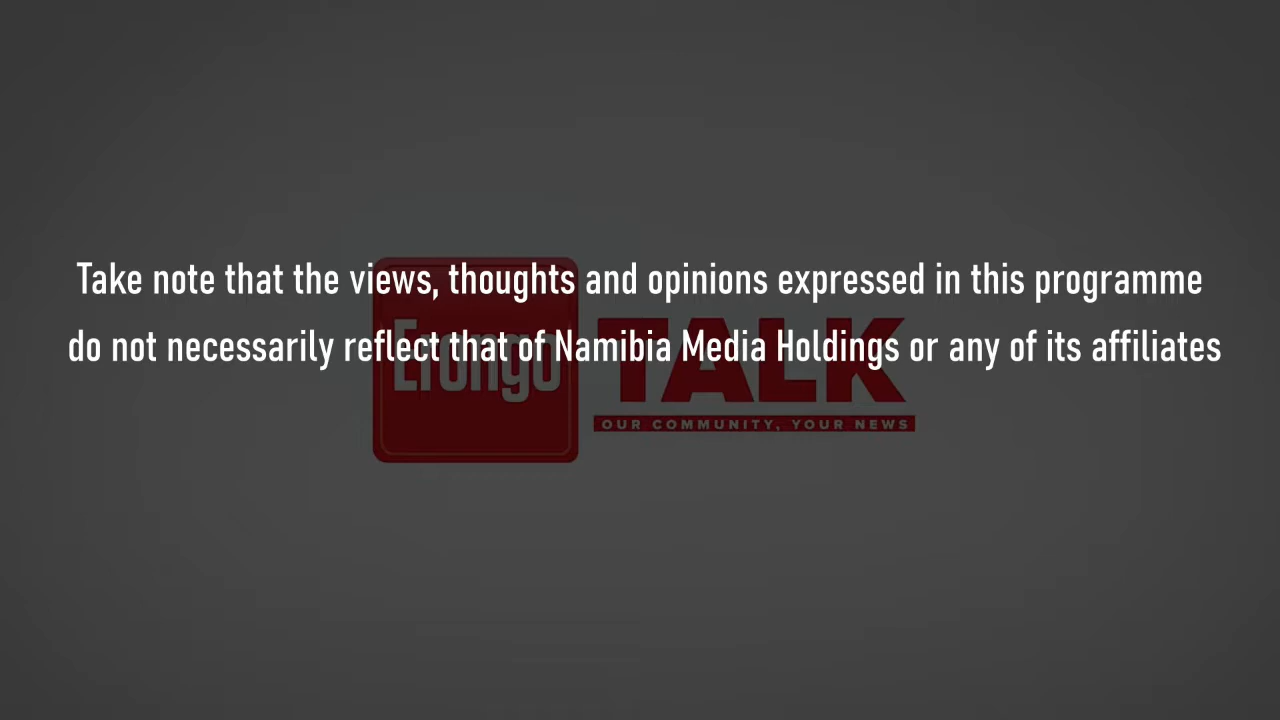 Take note that the views, thoughts and opinions expressed in this programme
do not necessarily reflect that of Namibia Media Holdings or any of its affiliates
Erongo TALK
OUR COMMUNITY, YOUR NEWS